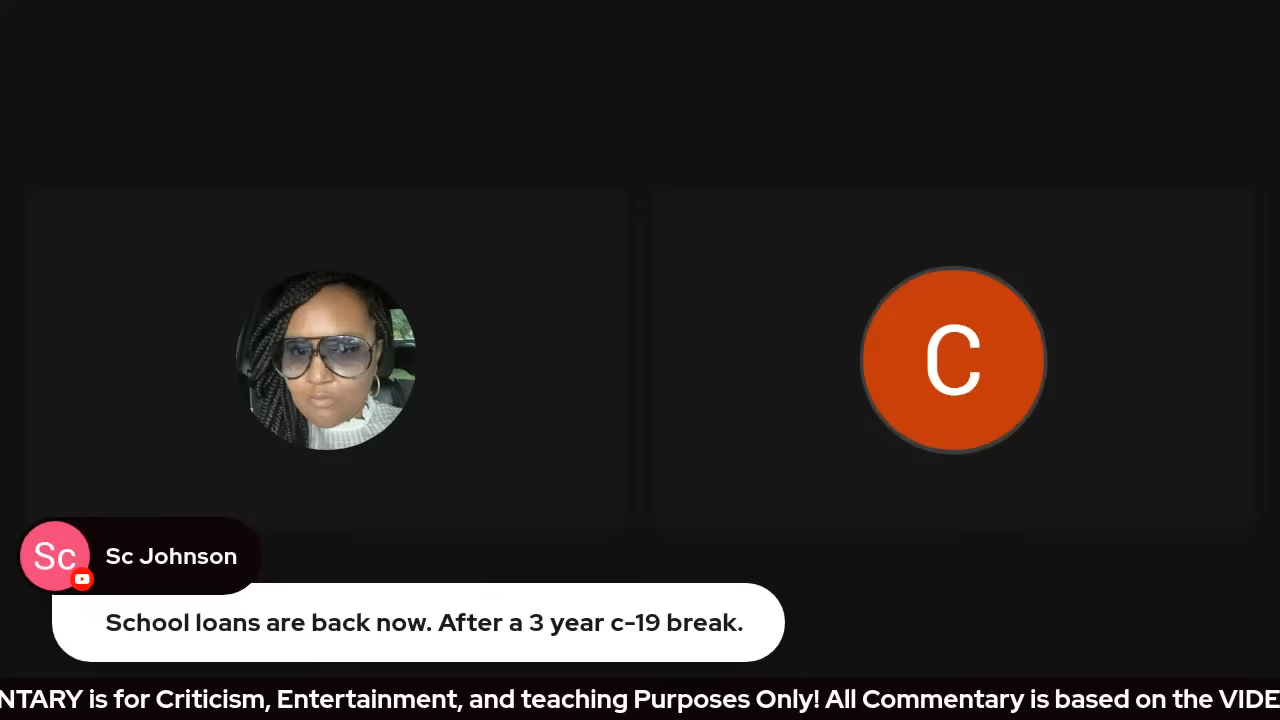 C
Sc
Sc Johnson
School loans are back now. After a 3 year c-19 break.
NTARY is for Criticism, Entertainment, and teaching Purposes Only! All Commentary is based on the VIDE